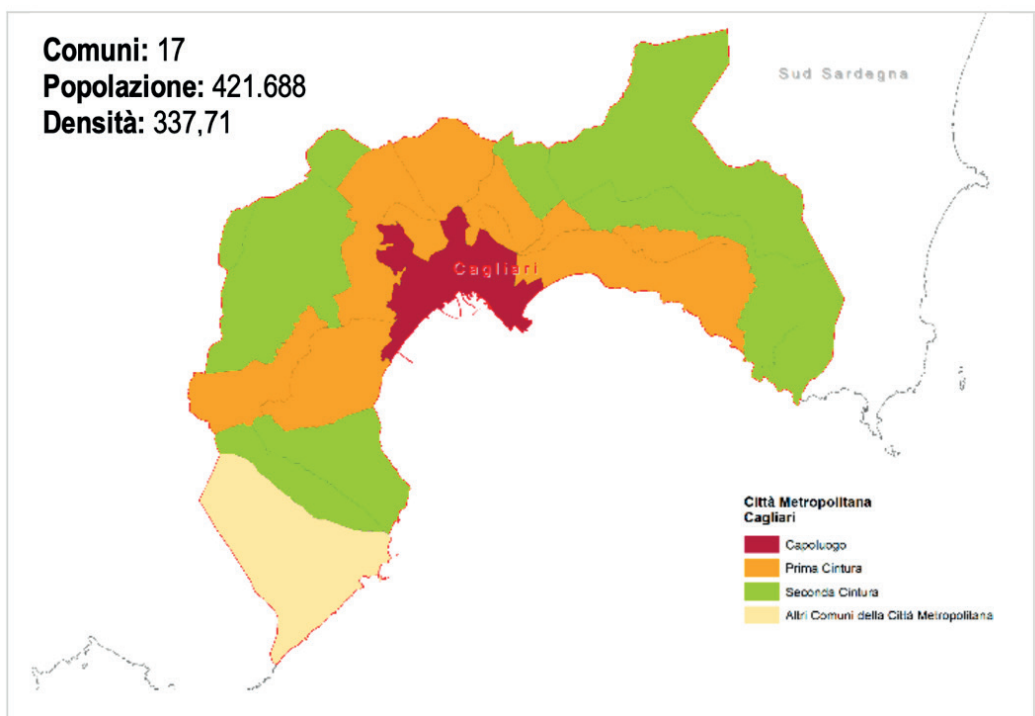 Comuni: 17
Popolazione: 421.688
Densità: 337,71
Sud Sardegna
Cagliari
Città Metropolitana
Cagliari
Capoluogo
Prima Cintura
Seconda Cintura
Altri Comuni della Città Metropolitana